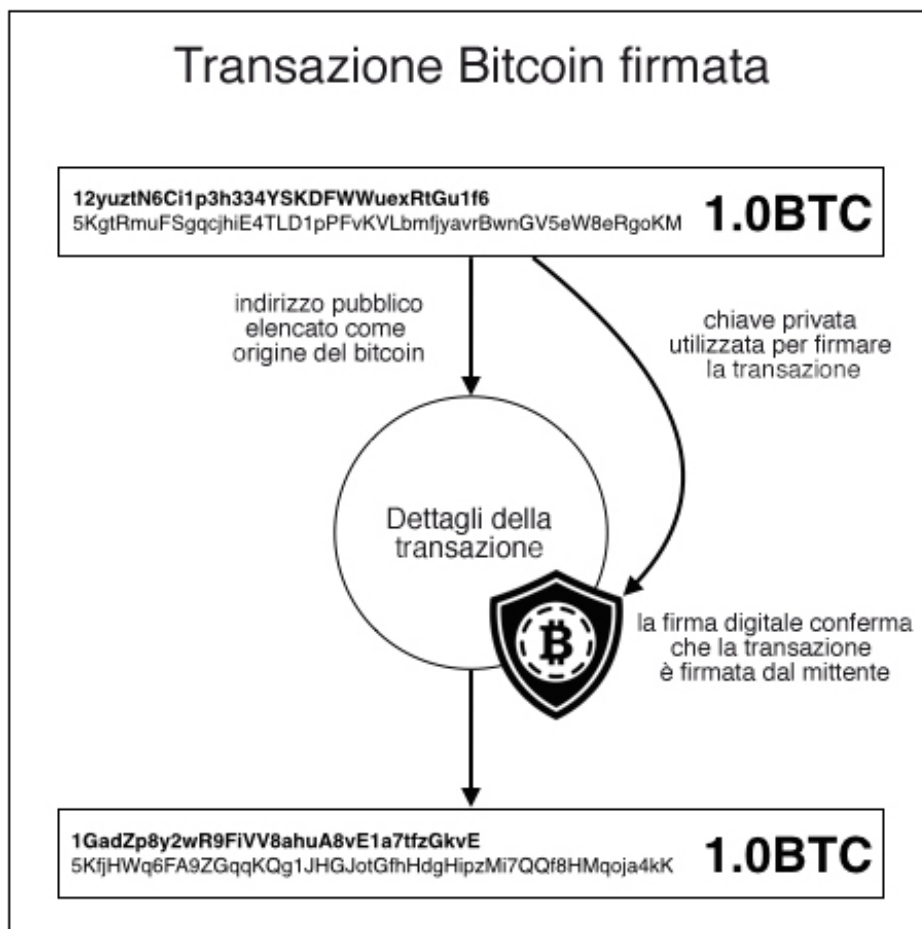 Transazione Bitcoin firmata
12yuztN6Ci1p3h334YSKDFWWuexRtGu1f6
5KgtRmuFSgqcjhiE4TLD1pPFvKVLbmfjyavrBwnGV5eW8eRgoKM
1.0BTC
indirizzo pubblico
elencato come
origine del bitcoin
chiave privata
utilizzata per firmare
la transazione
Dettagli della
transazione
la firma digitale conferma
che la transazione
è firmata dal mittente
1GadZp8y2wR9FiVV8ahuA8vE1a7tfzGkvE
5KfjHWq6FA9ZGqqKQg1JHGJotGfhHdgHipzMi7QQf8HMqoja4kK
1.0BTC